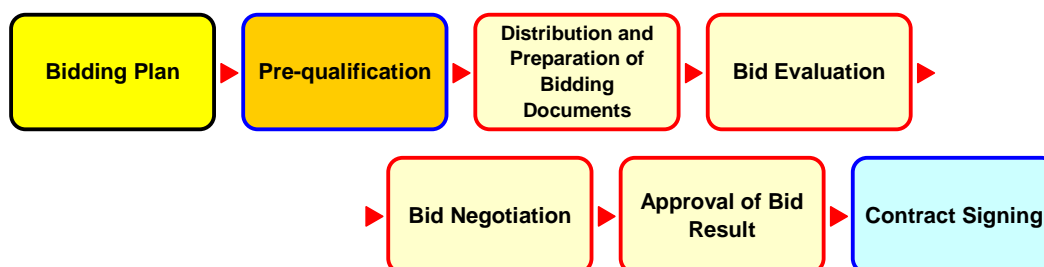 Bidding Plan
Pre-qualification
Distribution and
Preparation of
Bidding
Documents
Bid Evaluation
Bid Negotiation
Approval of Bid
Result
Contract Signing